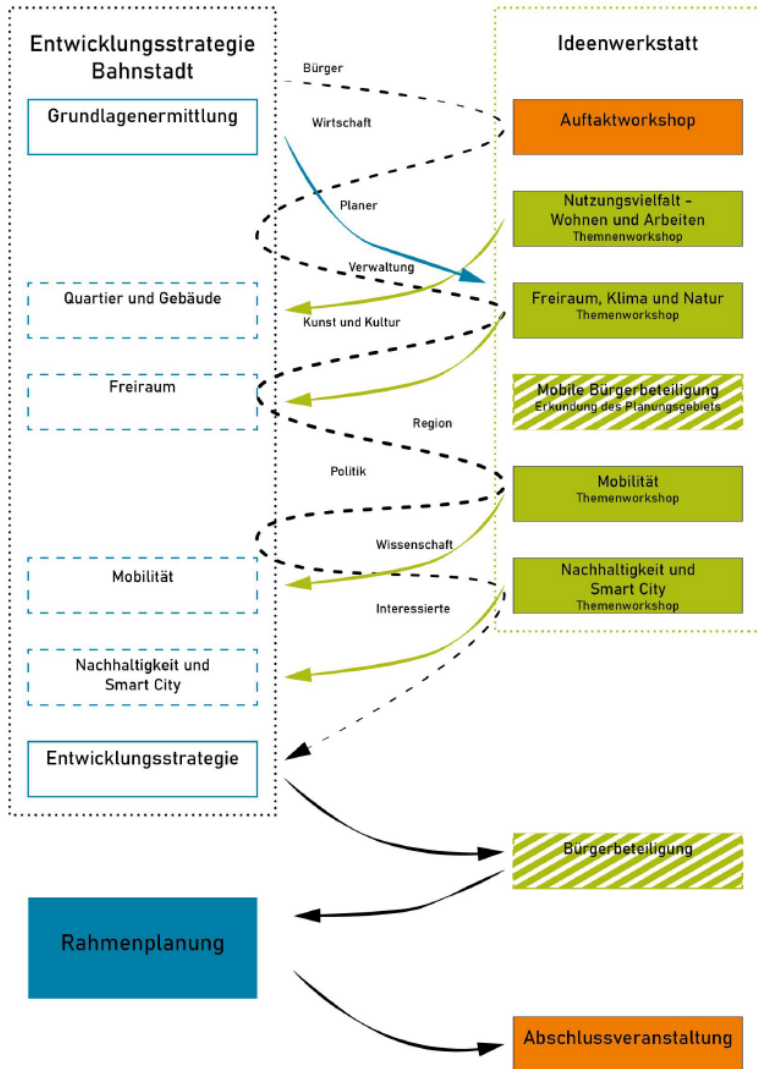 Entwicklungsstrategie
Bahnstadt
Grundlagenermittlung
Quartier und Gebäude
Freiraum
Mobilität
Nachhaltigkeit und
Smart City
Entwicklungsstrategie
Rahmenplanung
Bürger
Wirtschaft
Planer
Verwaltung
Kunst und Kultur
Region
Politik
Wissenschaft
Interessierte
Ideenwerkstatt
Auftaktworkshop
Nutzungsvielfalt -
Wohnen und Arbeiten
Themnenworkshop
Freiraum, Klima und Natur
Themenworkshop
Mobile Bürgerbeteiligung
Erkundung des Planungsgebiets
Mobilität
Themenworkshop
Nachhaltigkeit und
Smart City
Themenworkshop
Bürgerbeteiligung
Abschlussveranstaltung